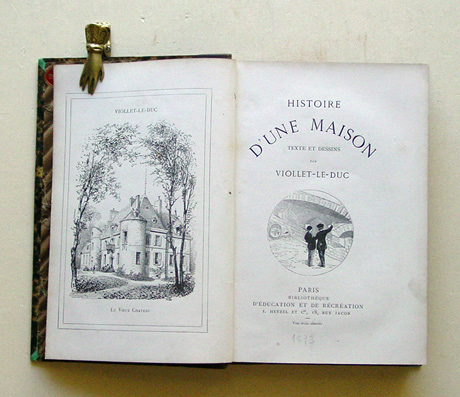 VIOLLET-LE-DUC
LE VIEUX CHATEAU
HISTOIRE
D'UNE MAISON
TEXTE ET DESSINS
PAR
VIOLLET-LE-DUC
PARIS
BIBLIOTHÈQUE
D'ÉDUCATION ET DE RÉCRÉATION
J. HETZEL ET Cie, 18, RUE JACOB